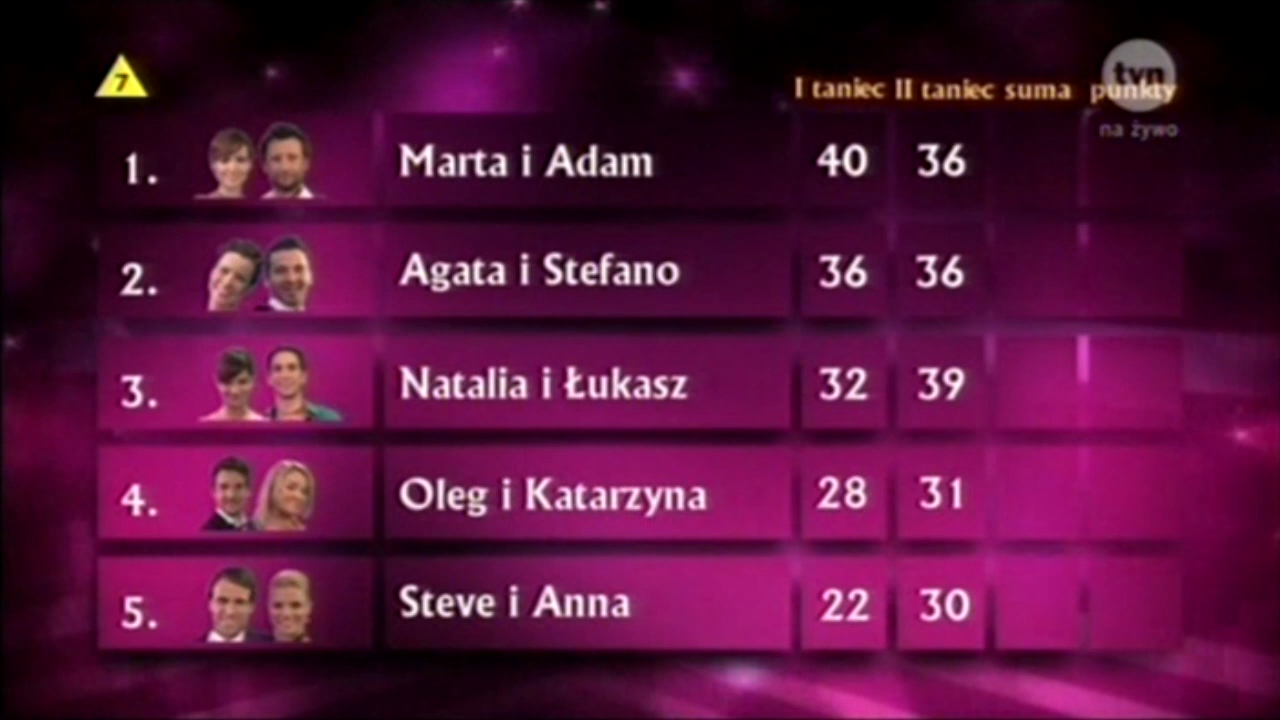 7
tvn
I taniec II taniec suma punkty
na żywo
1. Marta i Adam 40 36
2. Agata i Stefano 36 36
3. Natalia i Łukasz 32 39
4. Oleg i Katarzyna 28 31
5. Steve i Anna 22 30